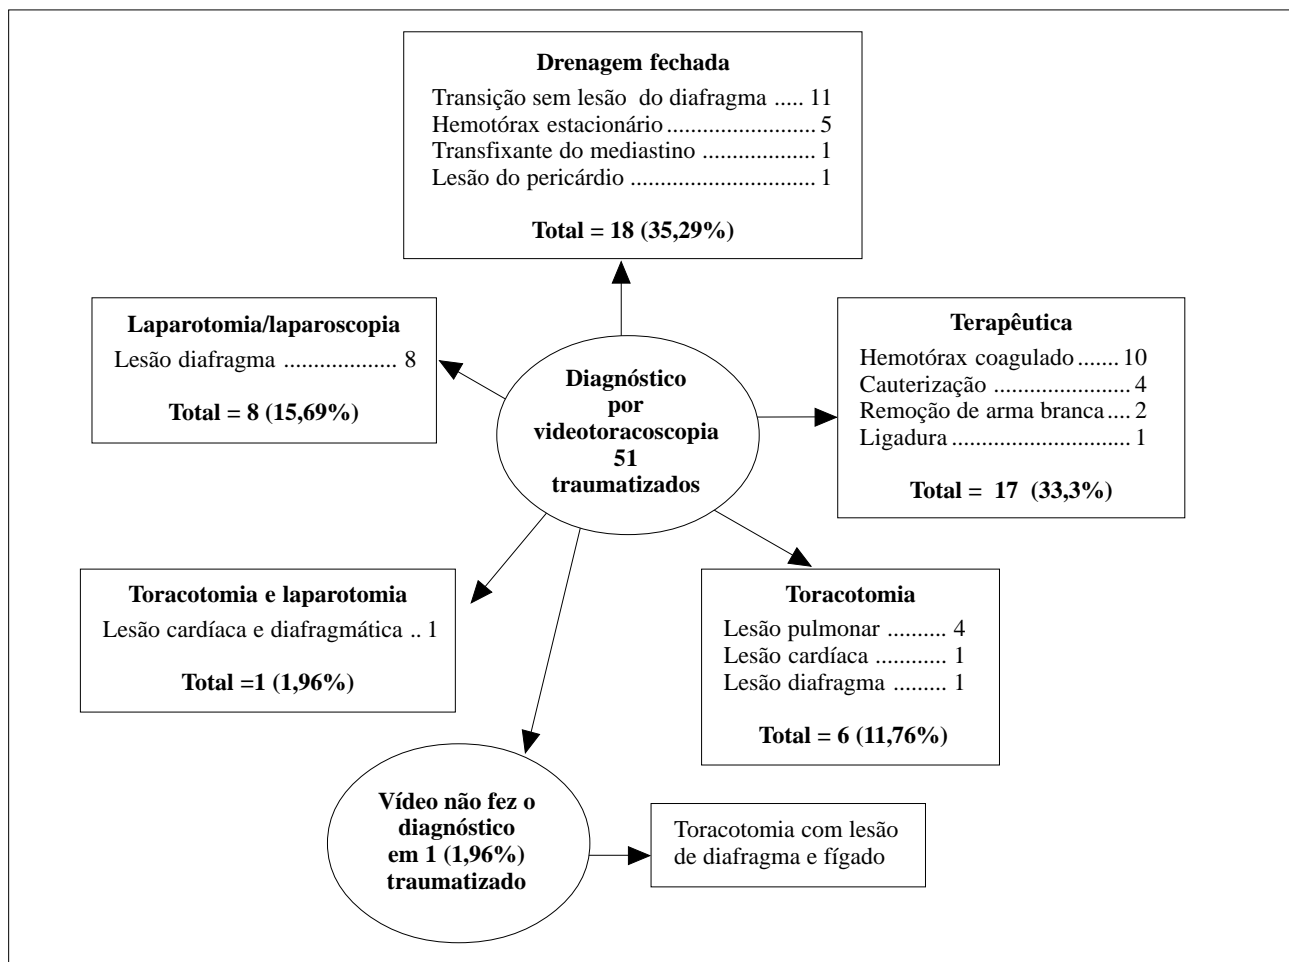 Drenagem fechada
Transição sem lesão do diafragma ..... 11
Hemotórax estacionário ......................... 5
Transfixante do mediastino ................... 1
Lesão do pericárdio ............................... 1
Total = 18 (35,29%)
Laparotomia/laparoscopia
Lesão diafragma ................... 8
Total = 8 (15,69%)
Diagnóstico
por
videotoracoscopia
51
traumatizados
Terapêutica
Hemotórax coagulado ....... 10
Cauterização ....................... 4
Remoção de arma branca .... 2
Ligadura .............................. 1
Total = 17 (33,3%)
Toracotomia e laparotomia
Lesão cardíaca e diafragmática .. 1
Total =1 (1,96%)
Toracotomia
Lesão pulmonar .......... 4
Lesão cardíaca ............ 1
Lesão diafragma ......... 1
Total = 6 (11,76%)
Vídeo não fez o
diagnóstico
em 1 (1,96%)
traumatizado
Toracotomia com lesão
de diafragma e fígado